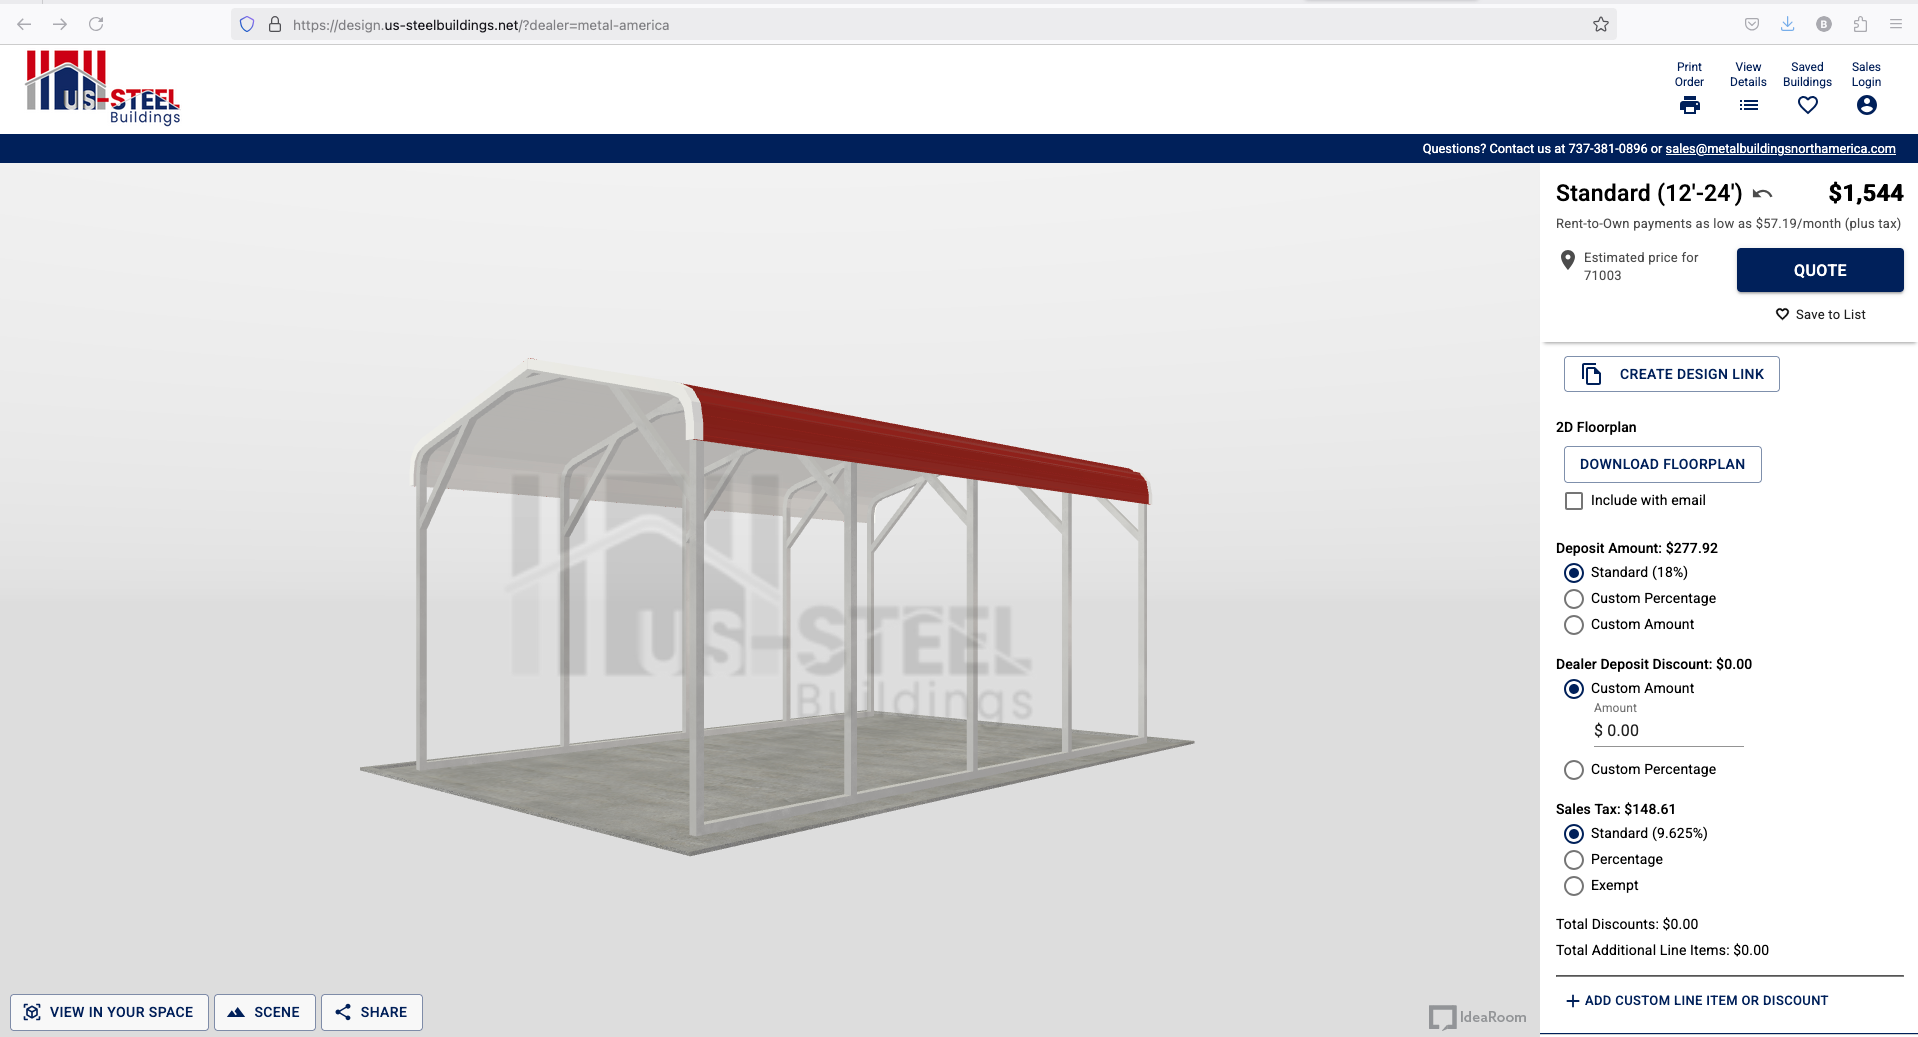 https://design.us-steelbuildings.net/?dealer=metal-america
B
US-STEEL
Buildings
Print
Order
View
Details
Saved
Buildings
Sales
Login
Questions? Contact us at 737-381-0896 or sales@metalbuildingsnorthamerica.com
Standard (12'-24')
$1,544
Rent-to-Own payments as low as $57.19/month (plus tax)
Estimated price for
71003
QUOTE
Save to List
CREATE DESIGN LINK
2D Floorplan
DOWNLOAD FLOORPLAN
Include with email
Deposit Amount: $277.92
Standard (18%)
Custom Percentage
Custom Amount
Dealer Deposit Discount: $0.00
Custom Amount
Amount
$ 0.00
Custom Percentage
Sales Tax: $148.61
Standard (9.625%)
Percentage
Exempt
Total Discounts: $0.00
Total Additional Line Items: $0.00
ADD CUSTOM LINE ITEM OR DISCOUNT
US-STEEL
Buildings
VIEW IN YOUR SPACE
SCENE
SHARE
IdeaRoom